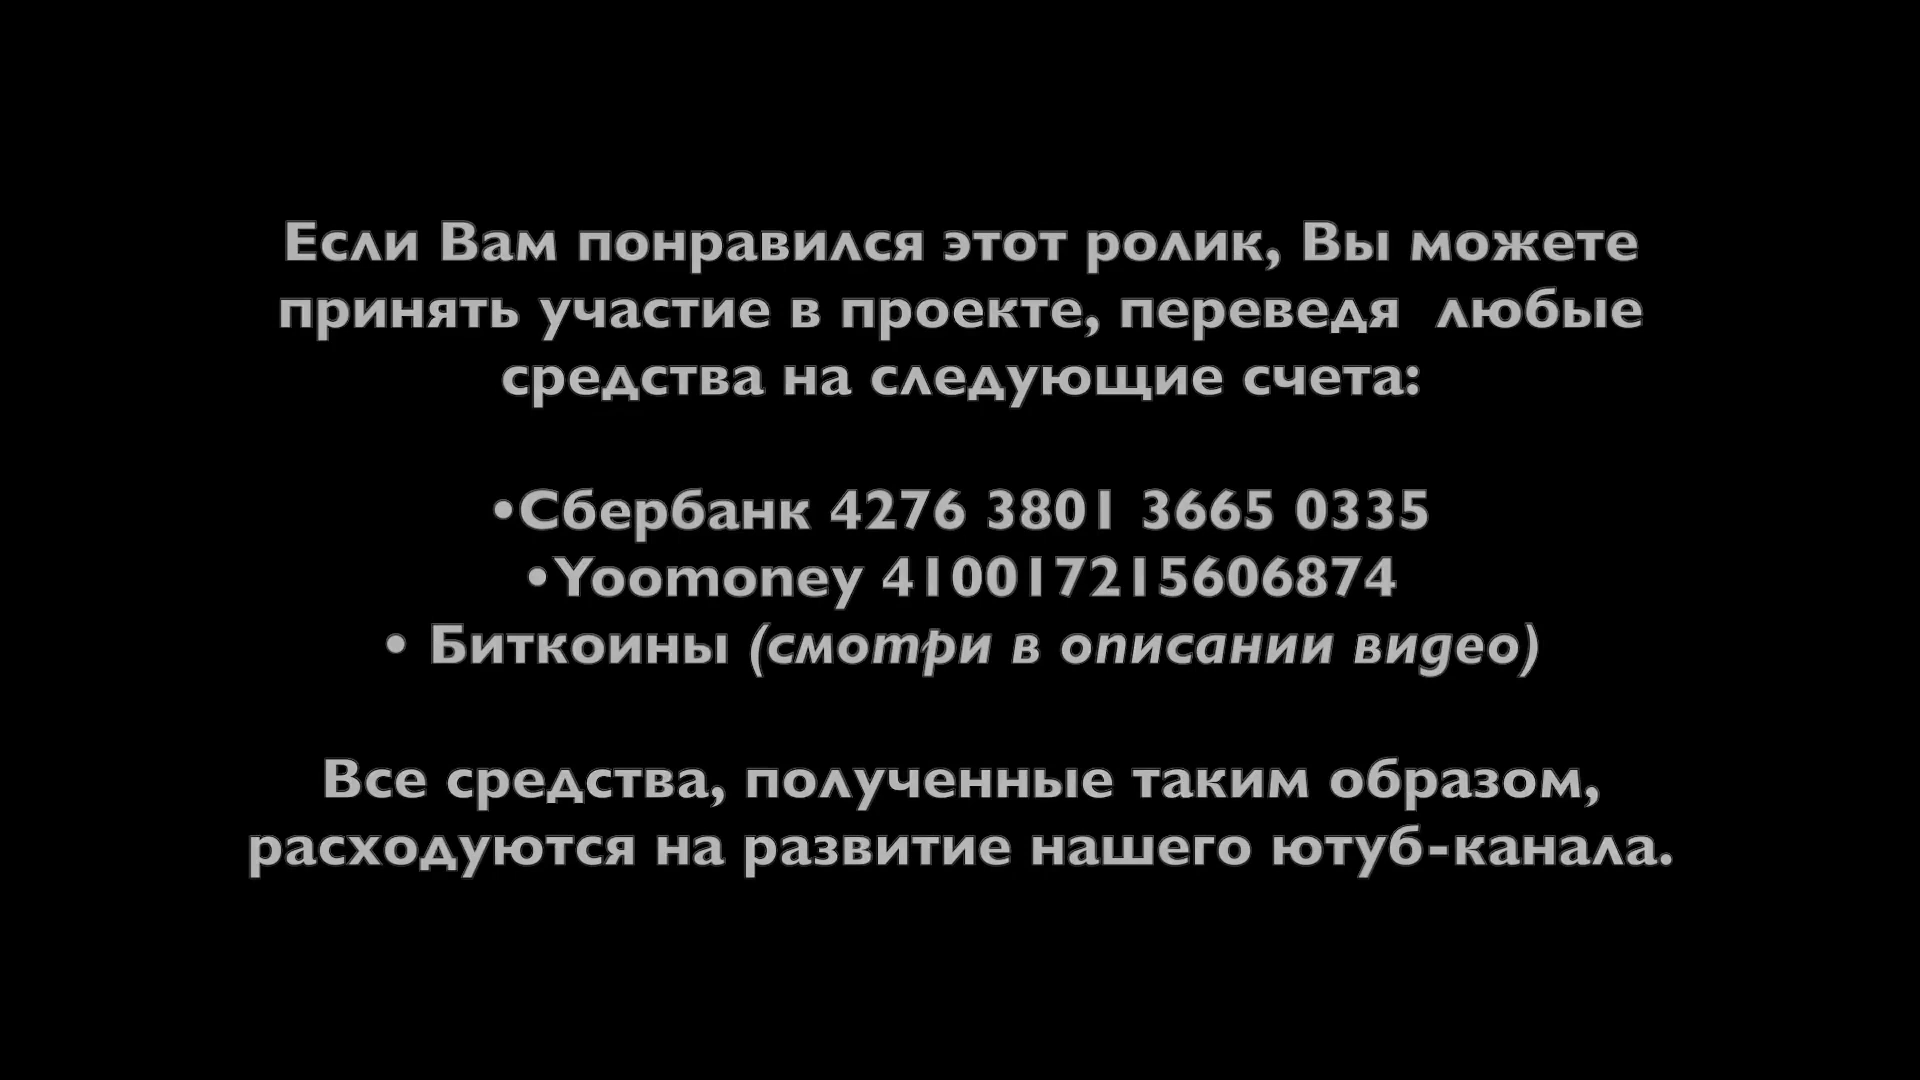 Если Вам понравился этот ролик, Вы можете
принять участие в проекте, переведя  любые
средства на следующие счета:
•Сбербанк 4276 3801 3665 0335
•Yoomoney 410017215606874
• Биткоины (смотри в описании видео)
Все средства, полученные таким образом,
расходуются на развитие нашего ютуб-канала.